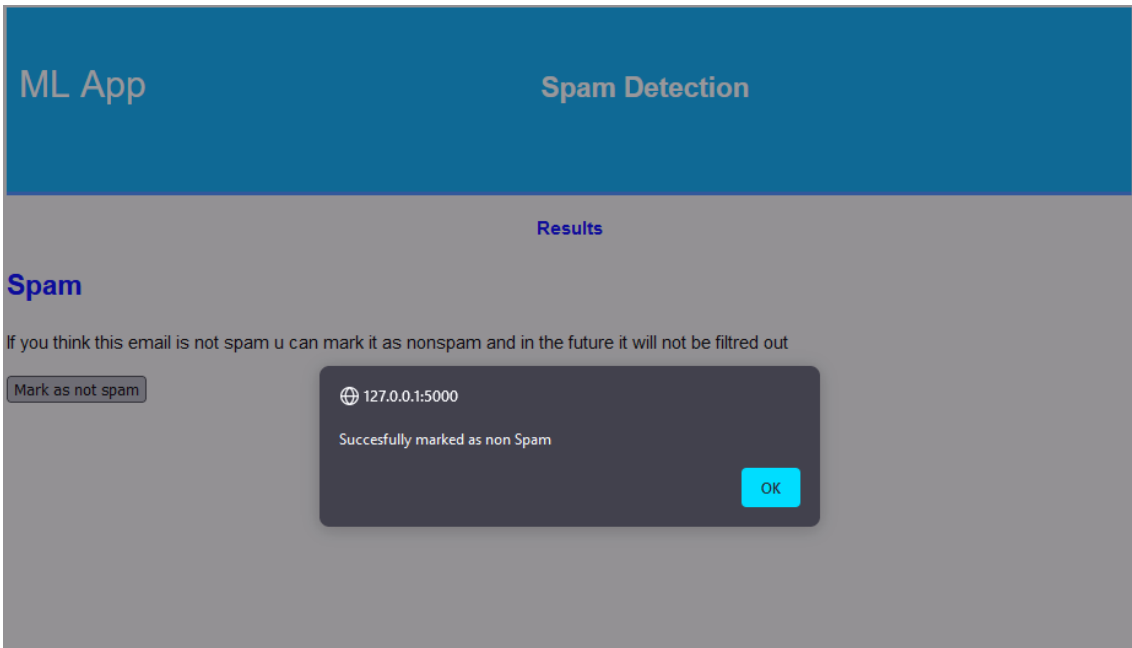 ML App
Spam Detection
Results
Spam
If you think this email is not spam u can mark it as nonspam and in the future it will not be filtred out
Mark as not spam
127.0.0.1:5000
Succesfully marked as non Spam
OK